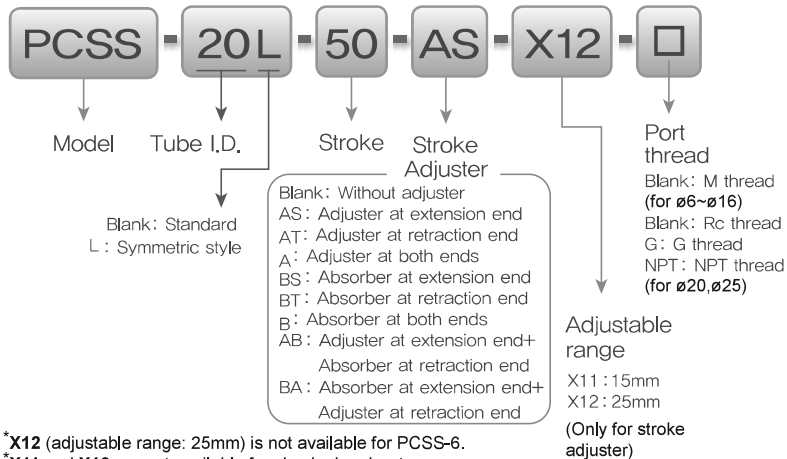 PCSS - 20L - 50 - AS - X12 - □
Model
Tube I.D.
Stroke
Stroke
Adjuster
Blank: Standard
L: Symmetric style
Blank: Without adjuster
AS: Adjuster at extension end
AT: Adjuster at retraction end
A: Adjuster at both ends
BS: Absorber at extension end
BT: Absorber at retraction end
B: Absorber at both ends
AB: Adjuster at extension end+
Absorber at retraction end
BA: Absorber at extension end+
Adjuster at retraction end
Port
thread
Blank: M thread
(for ø6~ø16)
Blank: Rc thread
G: G thread
NPT: NPT thread
(for ø20,ø25)
Adjustable
range
X11:15mm
X12:25mm
(Only for stroke
adjuster)
*X12 (adjustable range: 25mm) is not available for PCSS-6.